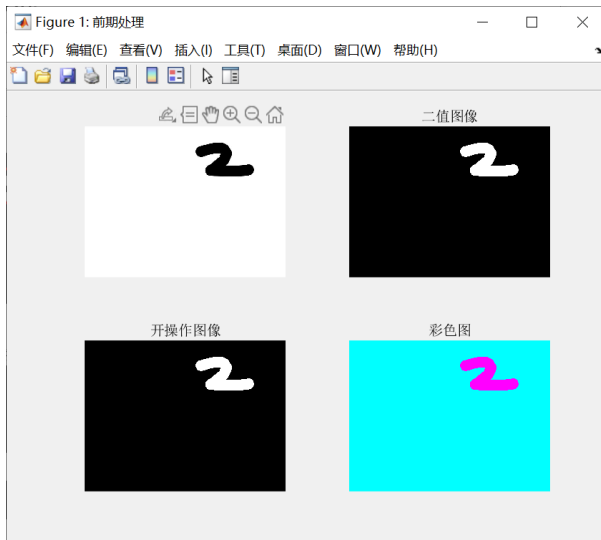 Figure 1: 前期处理
文件(F) 编辑(E) 查看(V) 插入(I) 工具(T) 桌面(D) 窗口(W) 帮助(H)
二值图像
2 2
开操作图像 彩色图
2 2